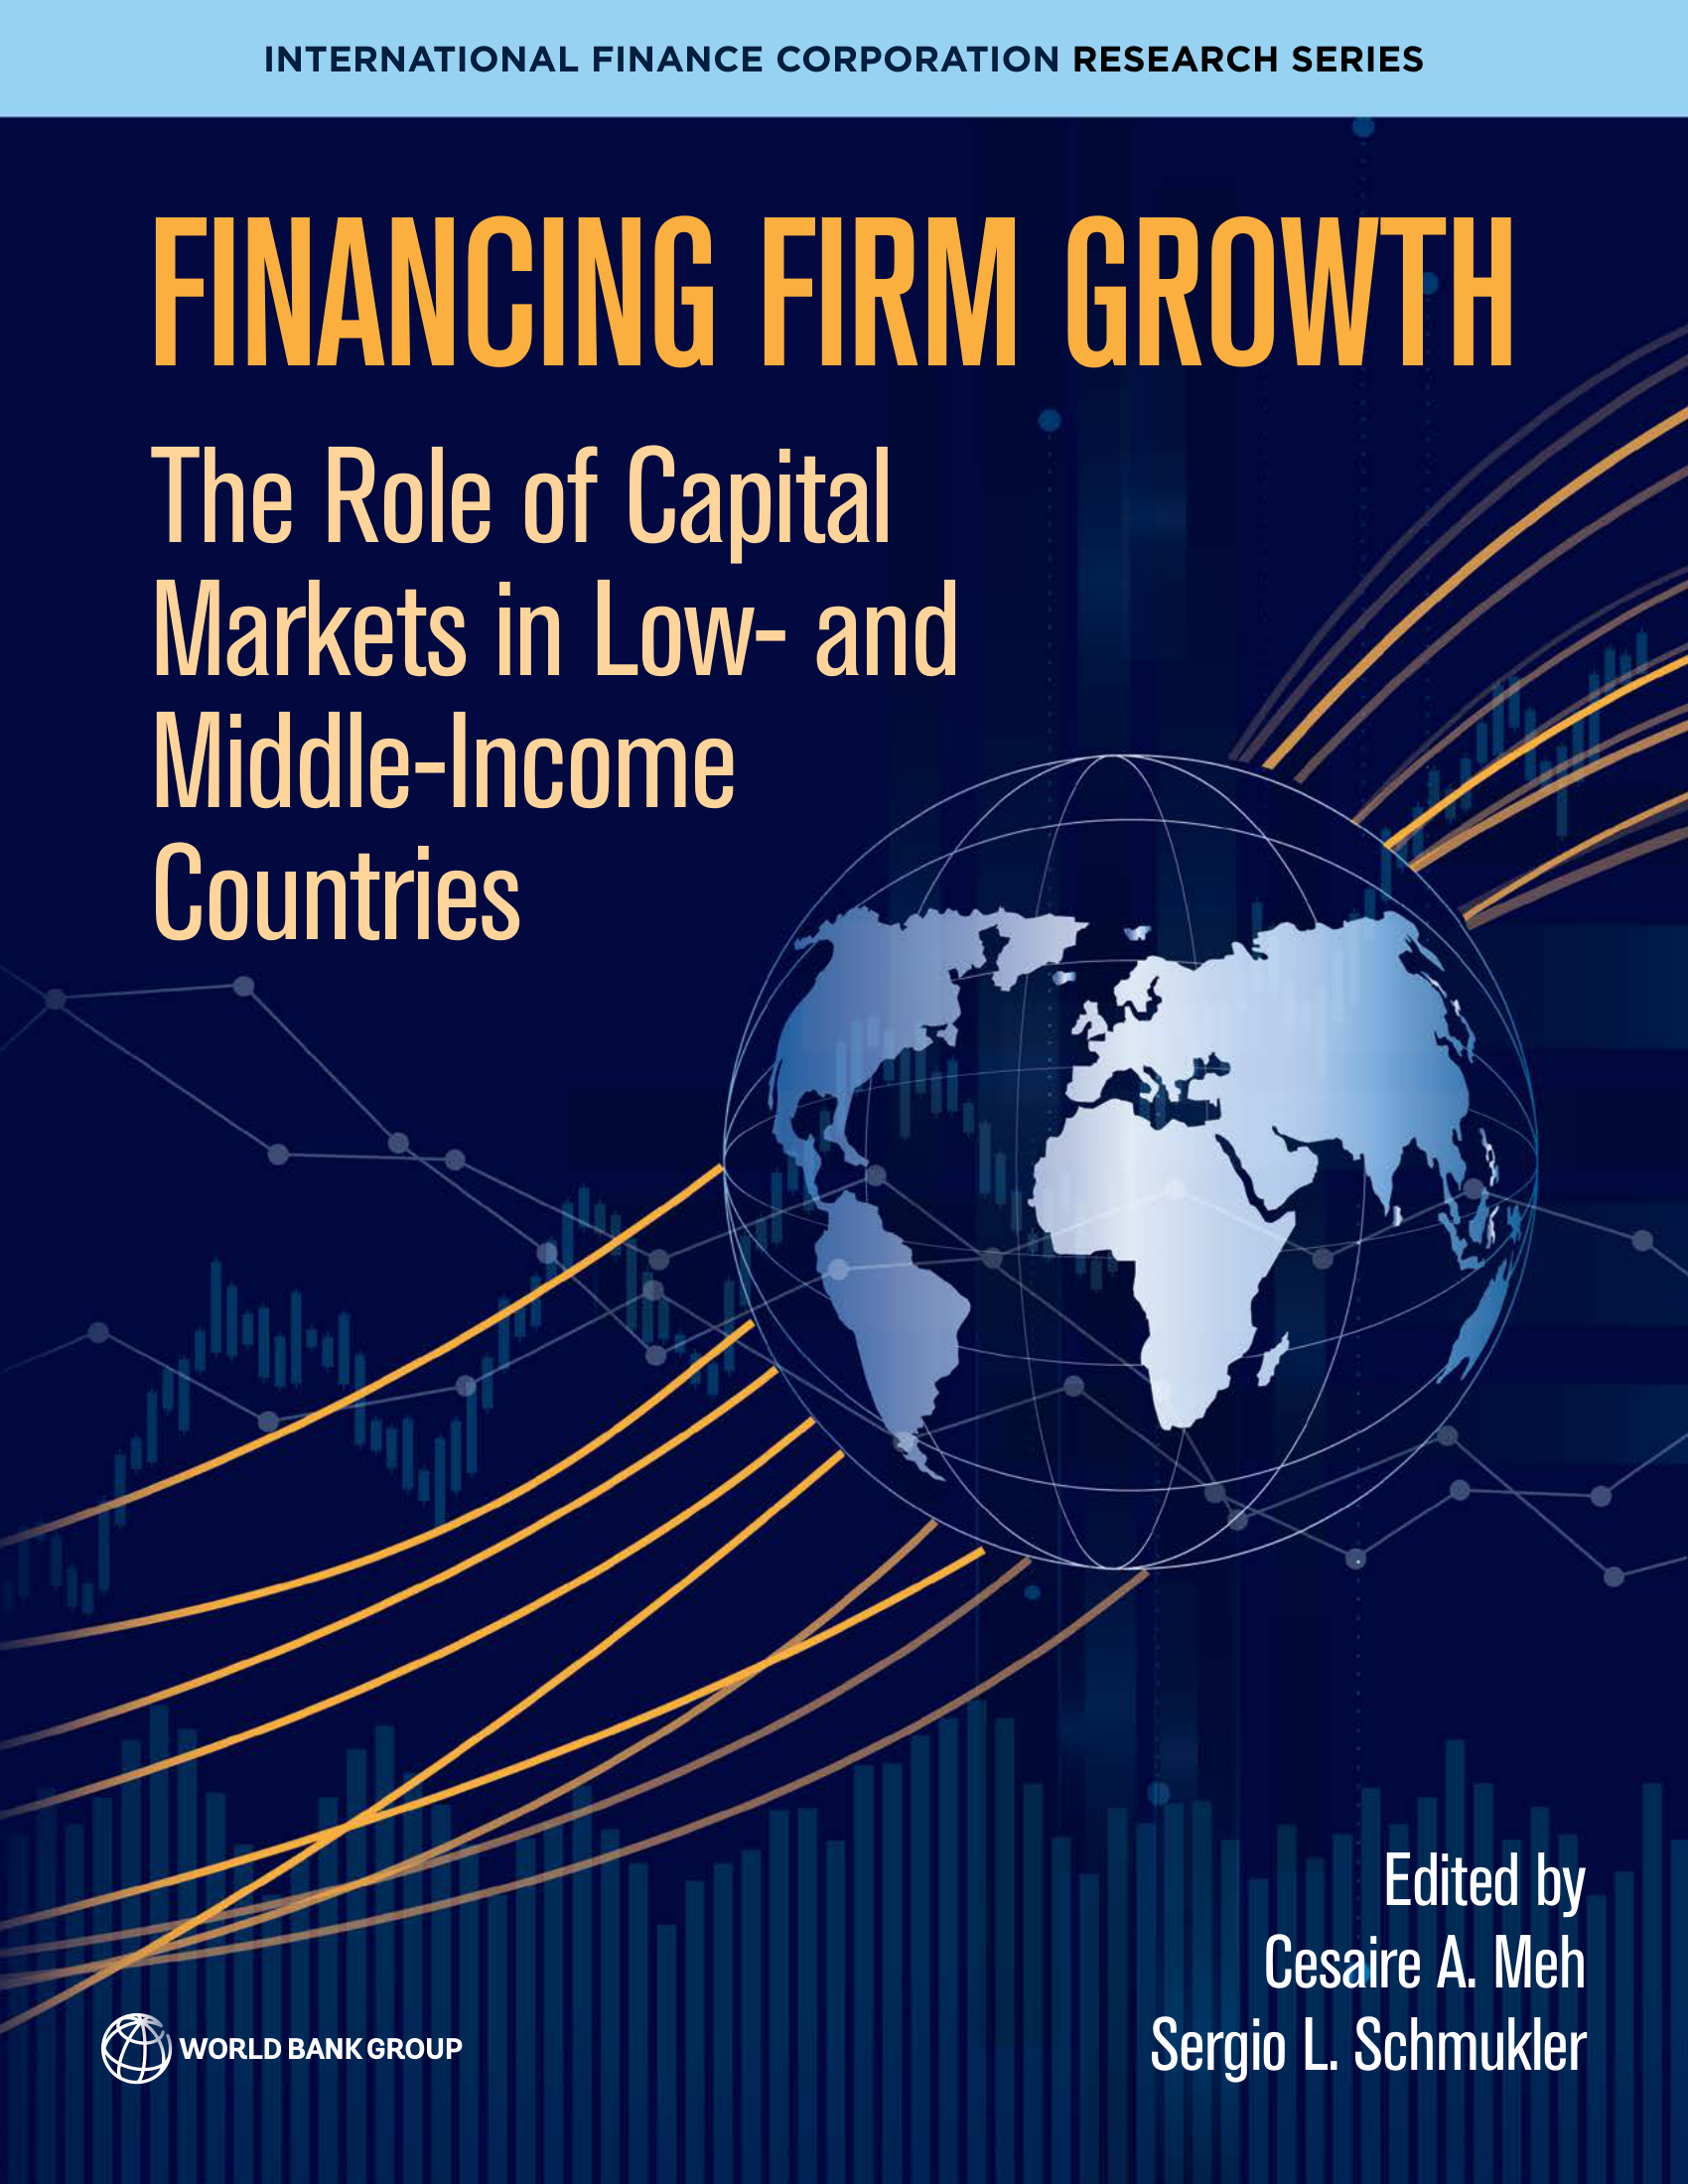 INTERNATIONAL FINANCE CORPORATION RESEARCH SERIES
FINANCING FIRM GROWTH
The Role of Capital
Markets in Low- and
Middle-Income
Countries
Edited by
Cesaire A. Meh
Sergio L. Schmukler
WORLD BANK GROUP